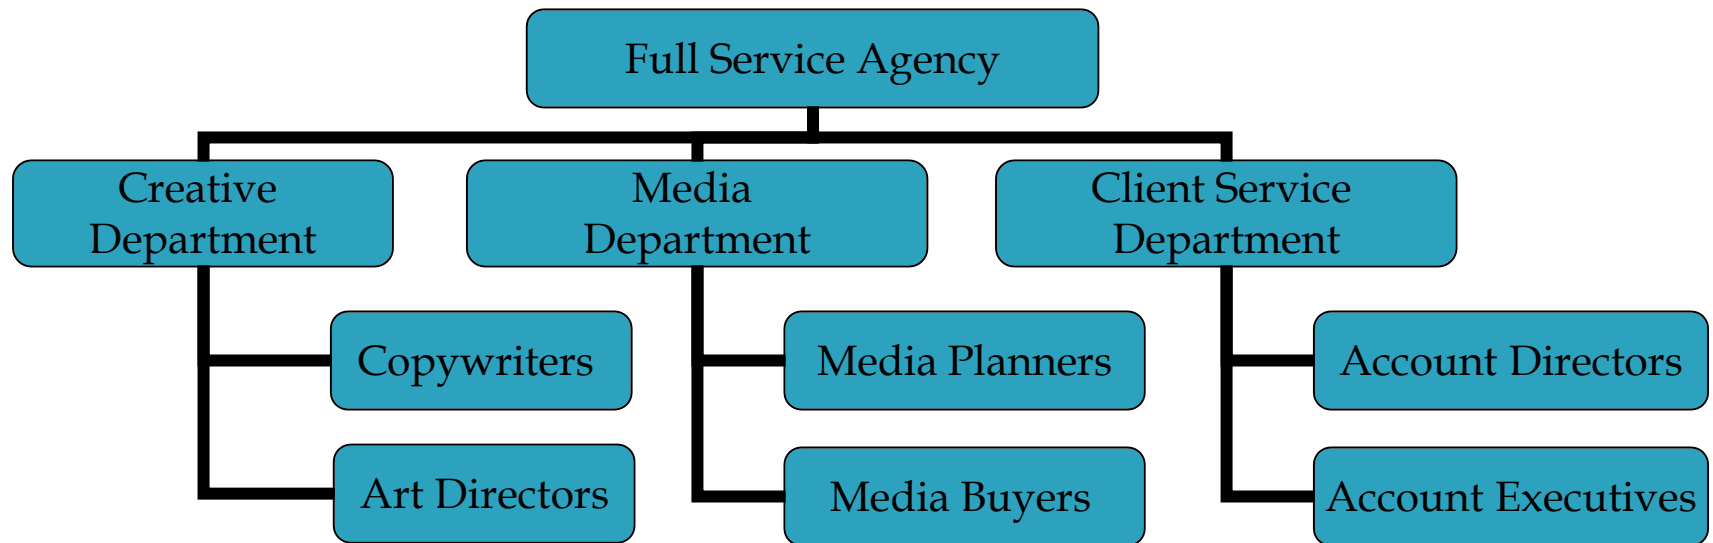 Full Service Agency
Creative
Department
Media
Department
Client Service
Department
Copywriters
Media Planners
Account Directors
Art Directors
Media Buyers
Account Executives